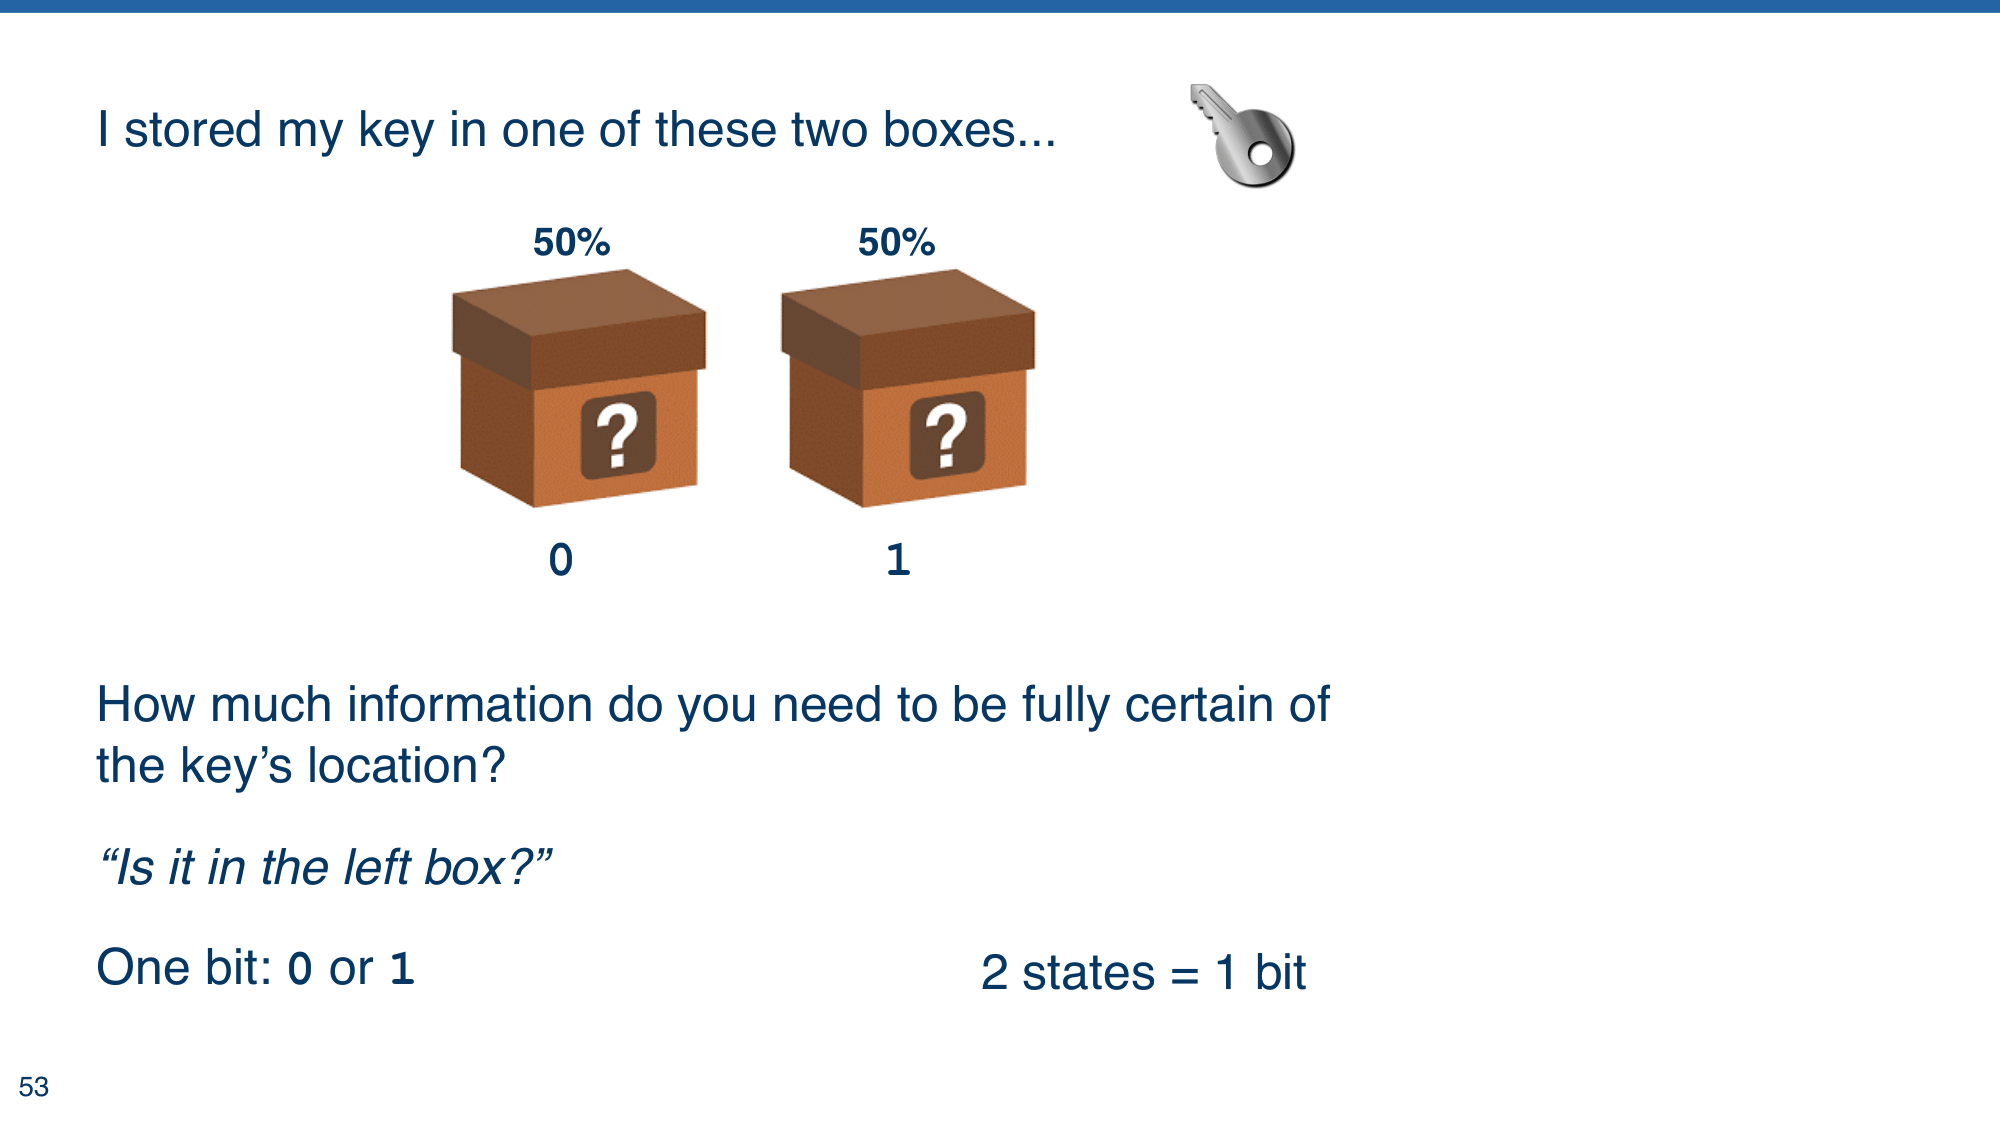 I stored my key in one of these two boxes...
50% 50%
? ?
0 1
How much information do you need to be fully certain of
the key’s location?
“Is it in the left box?”
One bit: 0 or 1
2 states = 1 bit
53